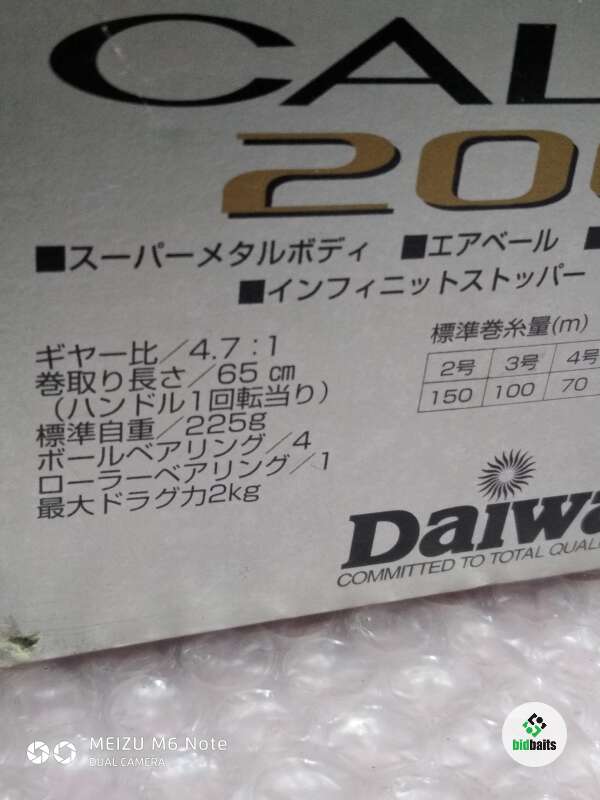 CAL
200
■スーパーメタルボディ ■エアベール ■
■インフィニットストッパー
ギヤー比／4.7：1
巻取り長さ／65㎝
（ハンドル1回転当り）
標準自重／225g
ボールベアリング／4
ローラーベアリング／1
最大ドラグ力2kg
標準巻糸量(m)
2号 3号 4号
150 100 70
Daiwa
COMMITTED TO TOTAL QUAL
MEIZU M6 Note
DUAL CAMERA
bidbaits